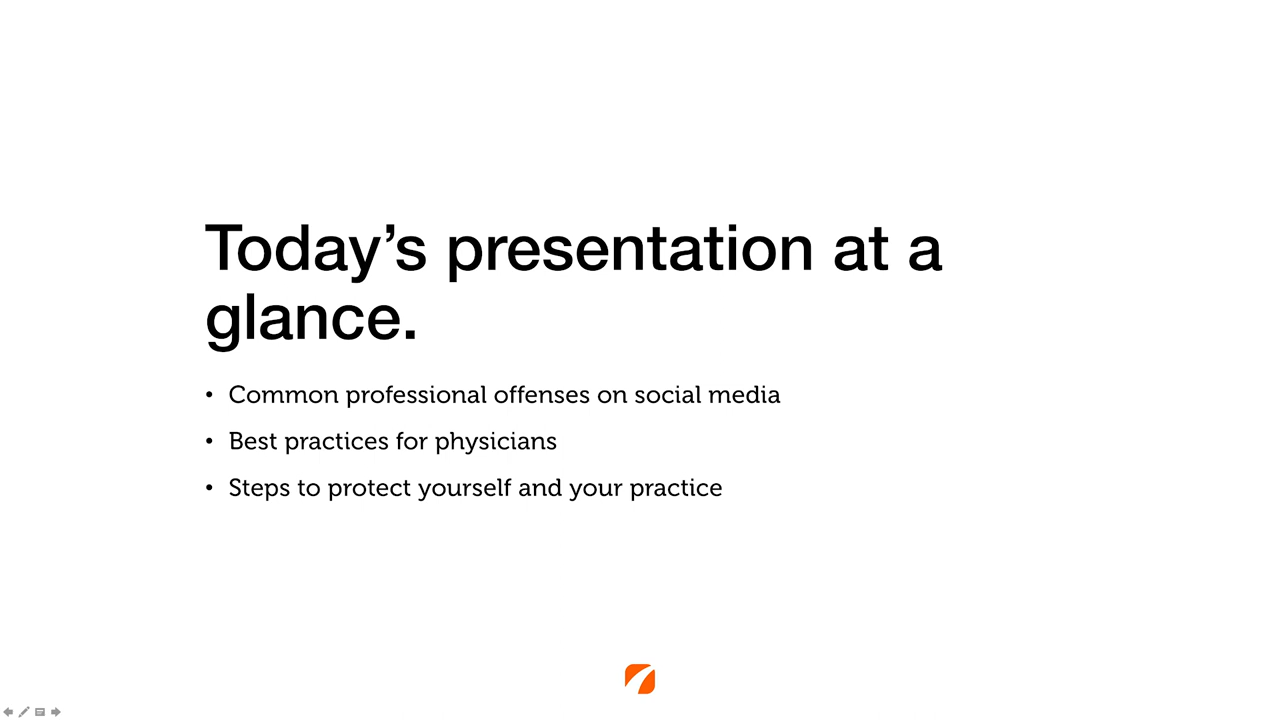 Today’s presentation at a
glance.
• Common professional offenses on social media
• Best practices for physicians
• Steps to protect yourself and your practice